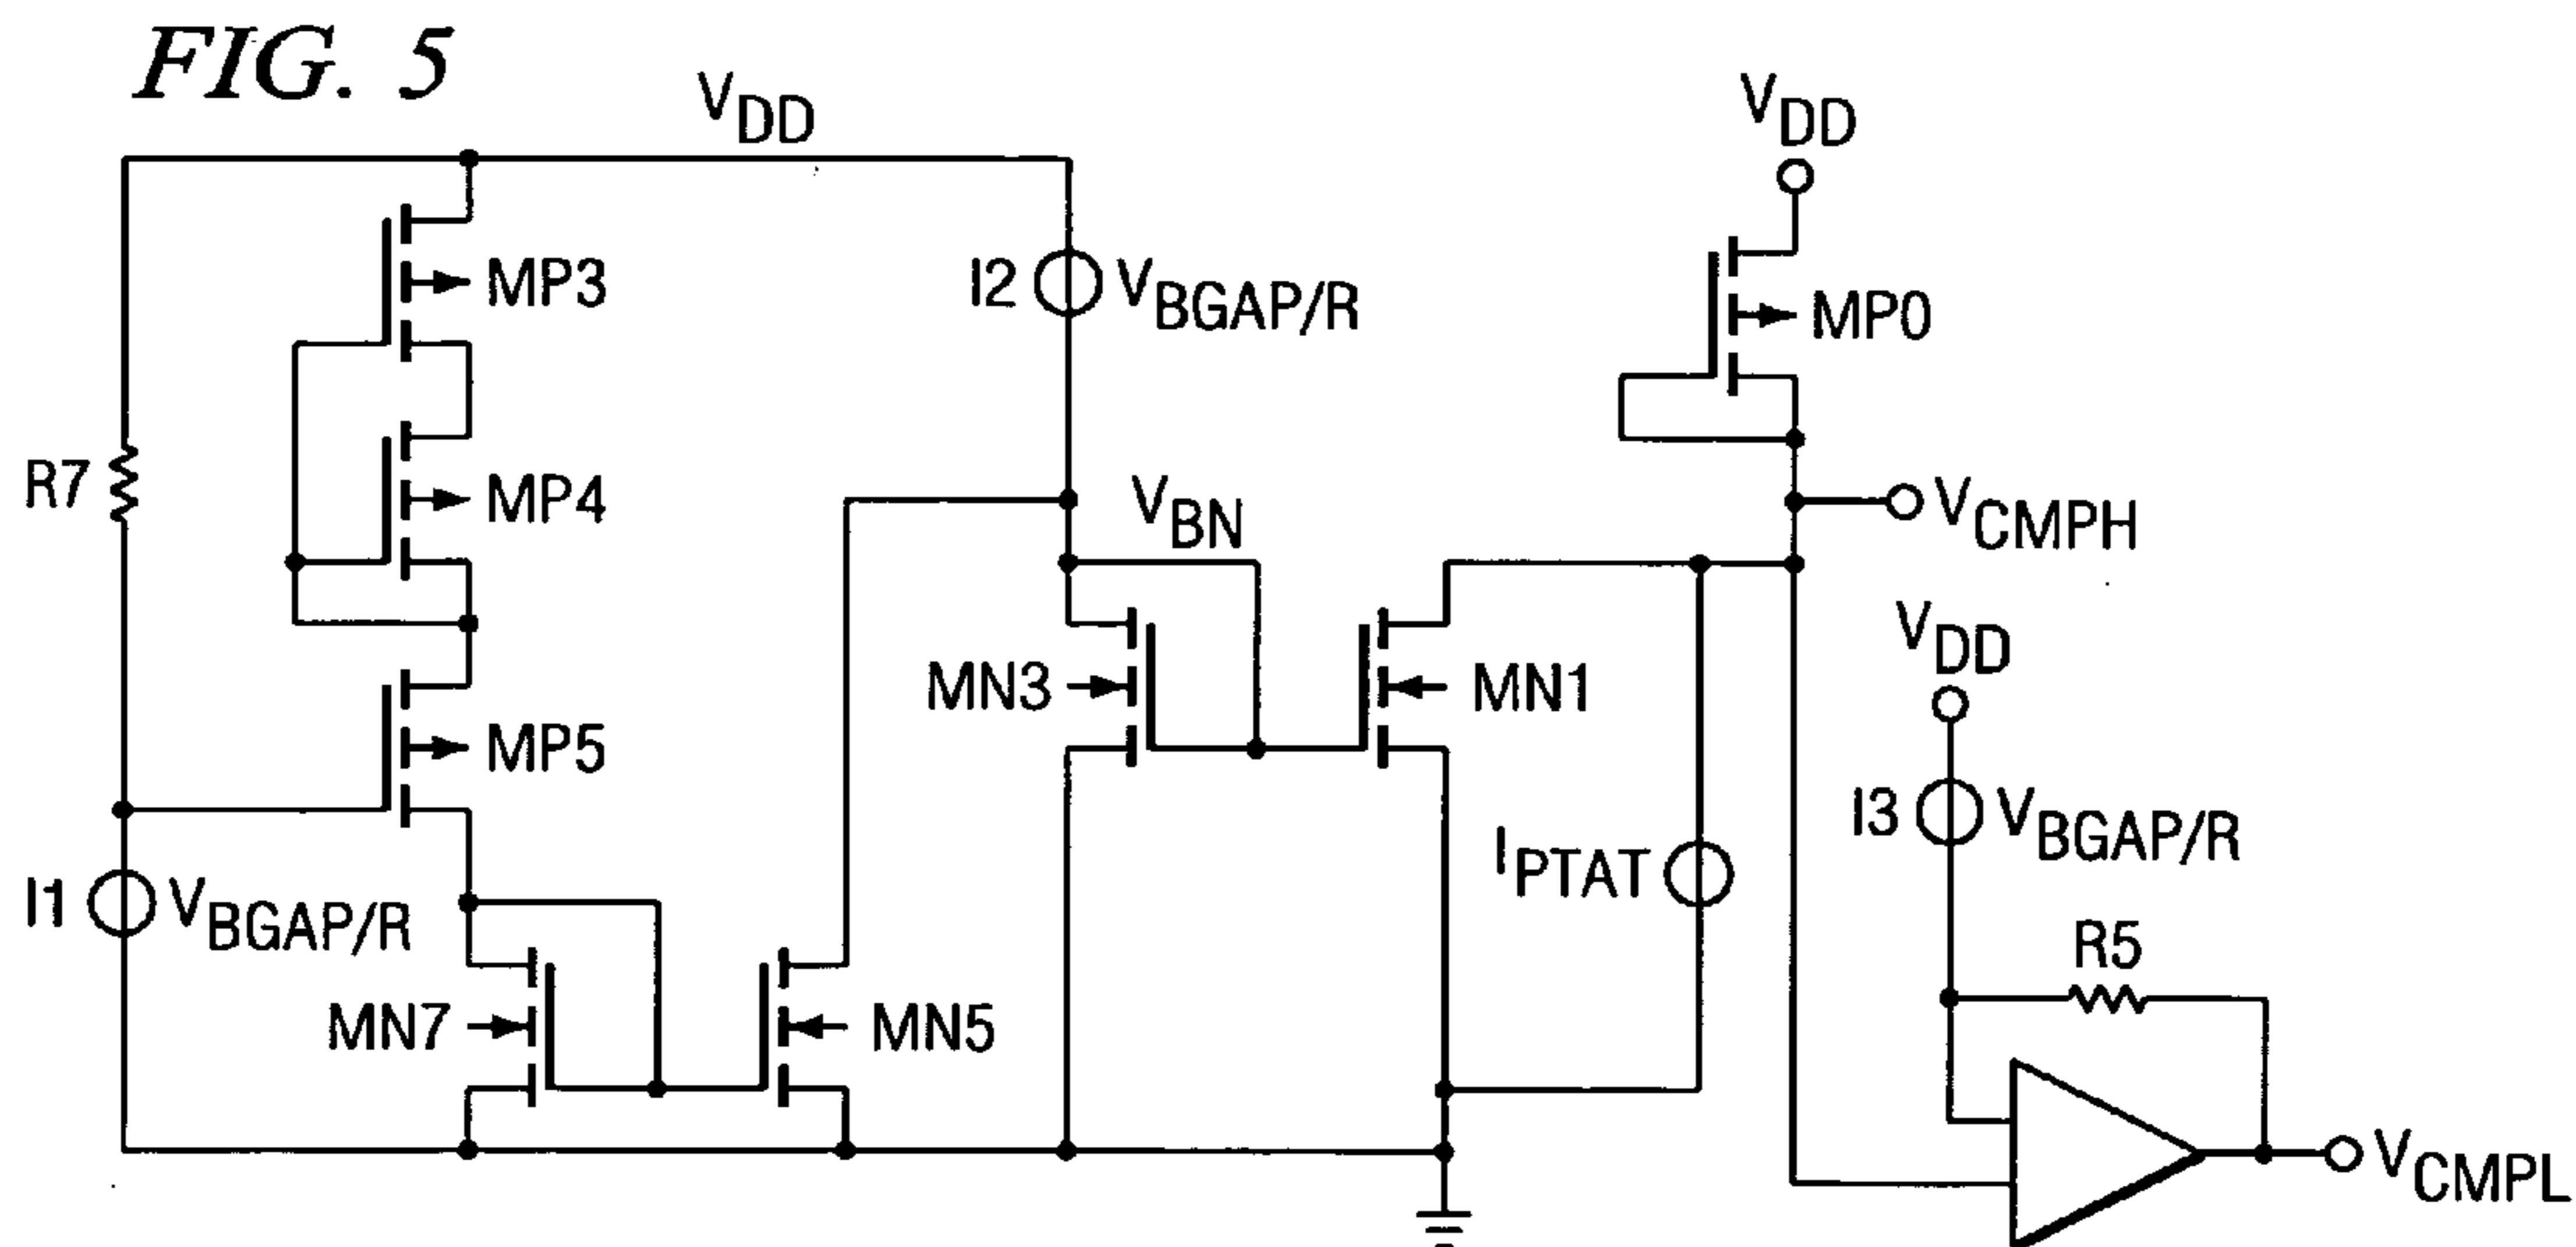 FIG. 5
VDD
VDD
MP3
I2 VBGAP/R
MP0
R7
MP4
VBN
VCMPH
VDD
MN3
MN1
MP5
I3 VBGAP/R
I1 VBGAP/R
IPTAT
R5
MN7
MN5
VCMPL